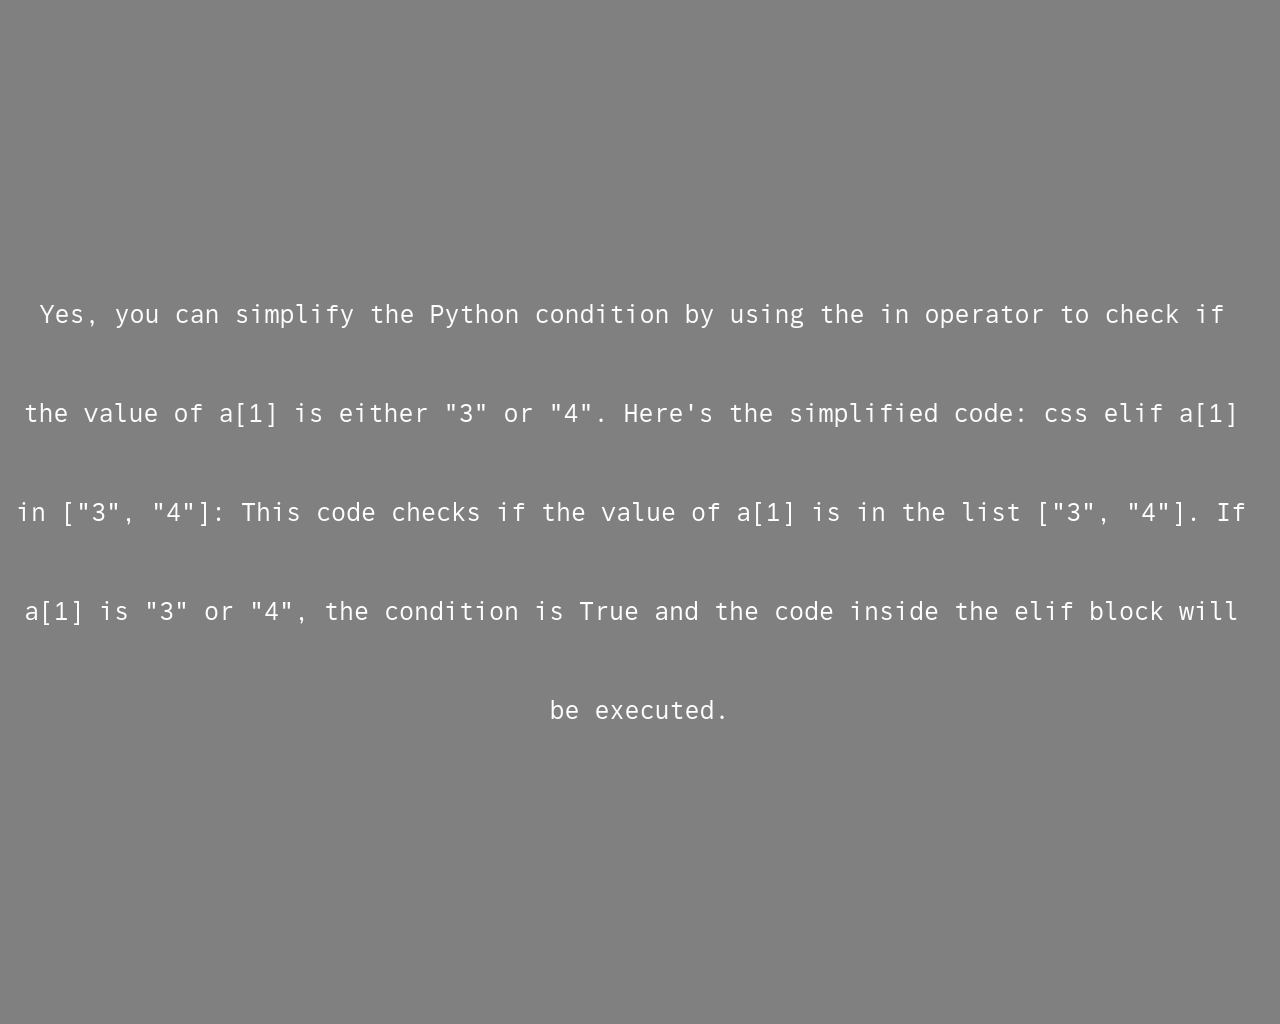 Yes, you can simplify the Python condition by using the in operator to check if
the value of a[1] is either "3" or "4". Here's the simplified code: css elif a[1]
in ["3", "4"]: This code checks if the value of a[1] is in the list ["3", "4"]. If
a[1] is "3" or "4", the condition is True and the code inside the elif block will
be executed.